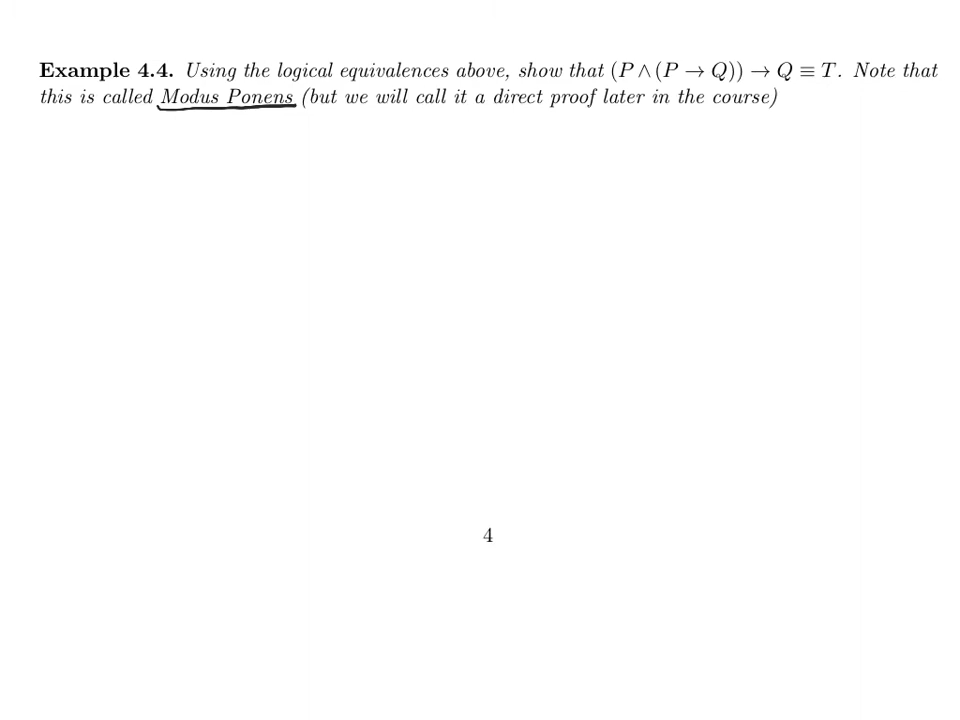 Example 4.4. Using the logical equivalences above, show that (P ∧ (P → Q)) → Q ≡ T. Note that
this is called Modus Ponens (but we will call it a direct proof later in the course)
4